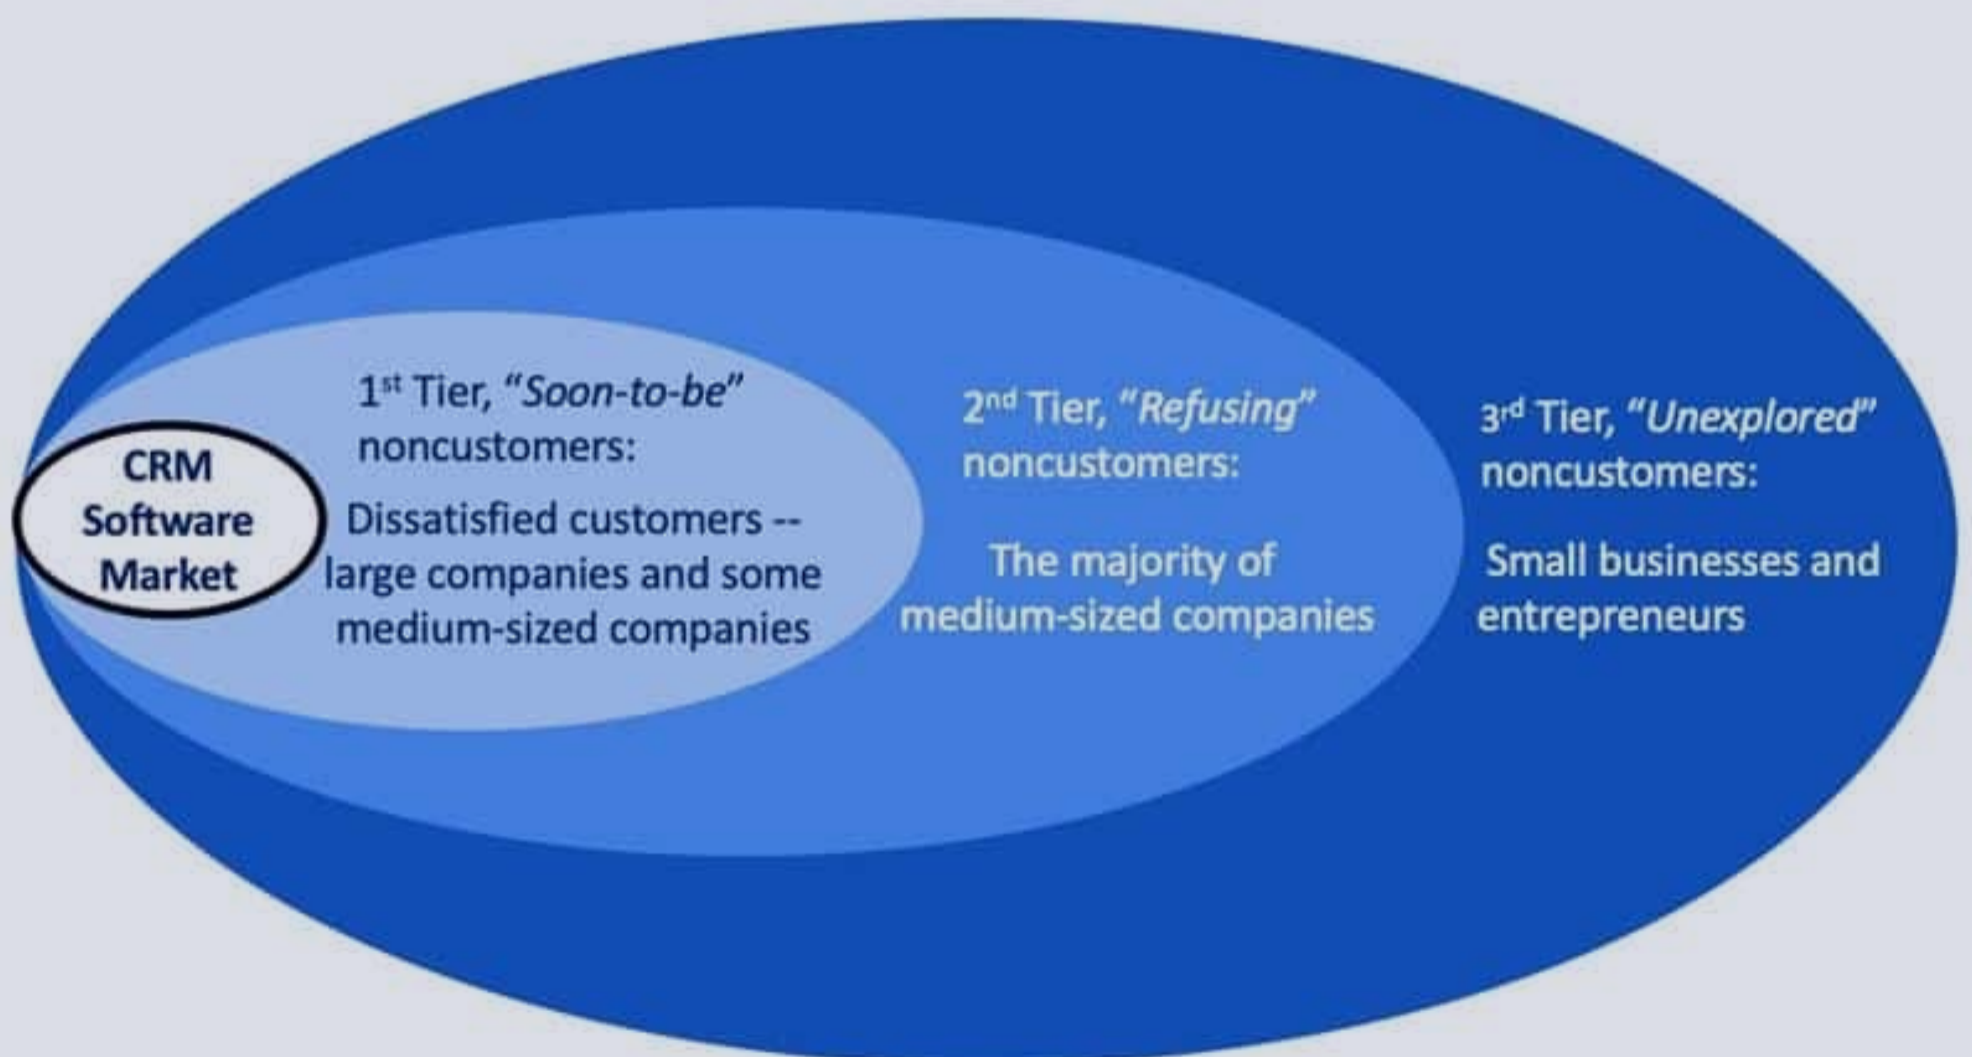 CRM
Software
Market
1st Tier, “Soon-to-be”
noncustomers:
Dissatisfied customers --
large companies and some
medium-sized companies
2nd Tier, “Refusing”
noncustomers:
The majority of
medium-sized companies
3rd Tier, “Unexplored”
noncustomers:
Small businesses and
entrepreneurs